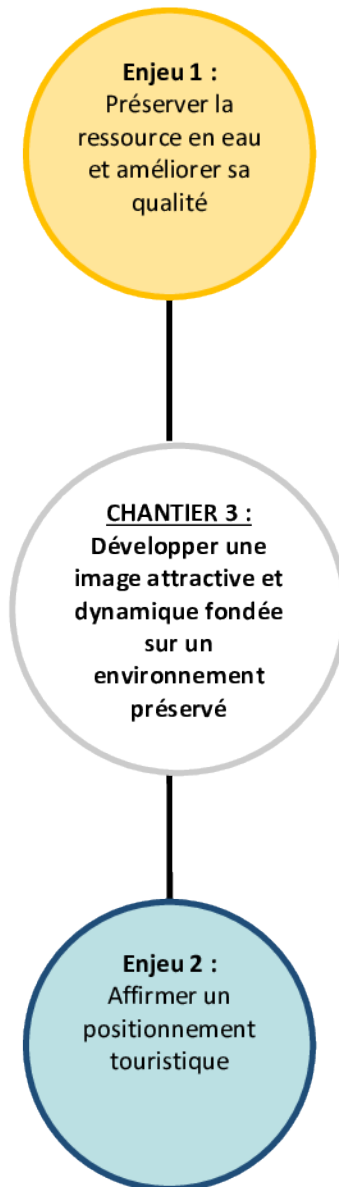 Enjeu 1 :
Préserver la
ressource en eau
et améliorer sa
qualité
CHANTIER 3 :
Développer une
image attractive et
dynamique fondée
sur un
environnement
préservé
Enjeu 2 :
Affirmer un
positionnement
touristique